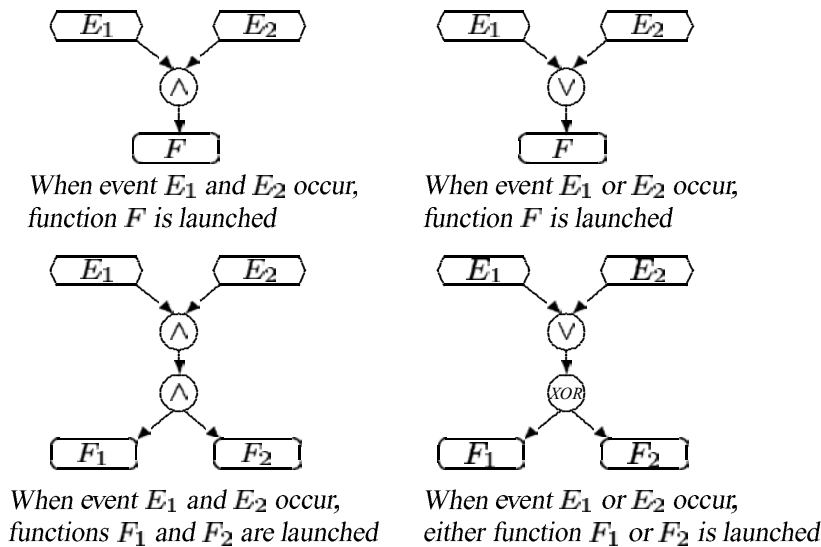 E₁ E₂
∧
F
When event E₁ and E₂ occur,
function F is launched
E₁ E₂
∨
F
When event E₁ or E₂ occur,
function F is launched
E₁ E₂
∧
∧
F₁ F₂
When event E₁ and E₂ occur,
functions F₁ and F₂ are launched
E₁ E₂
∨
XOR
F₁ F₂
When event E₁ or E₂ occur,
either function F₁ or F₂ is launched